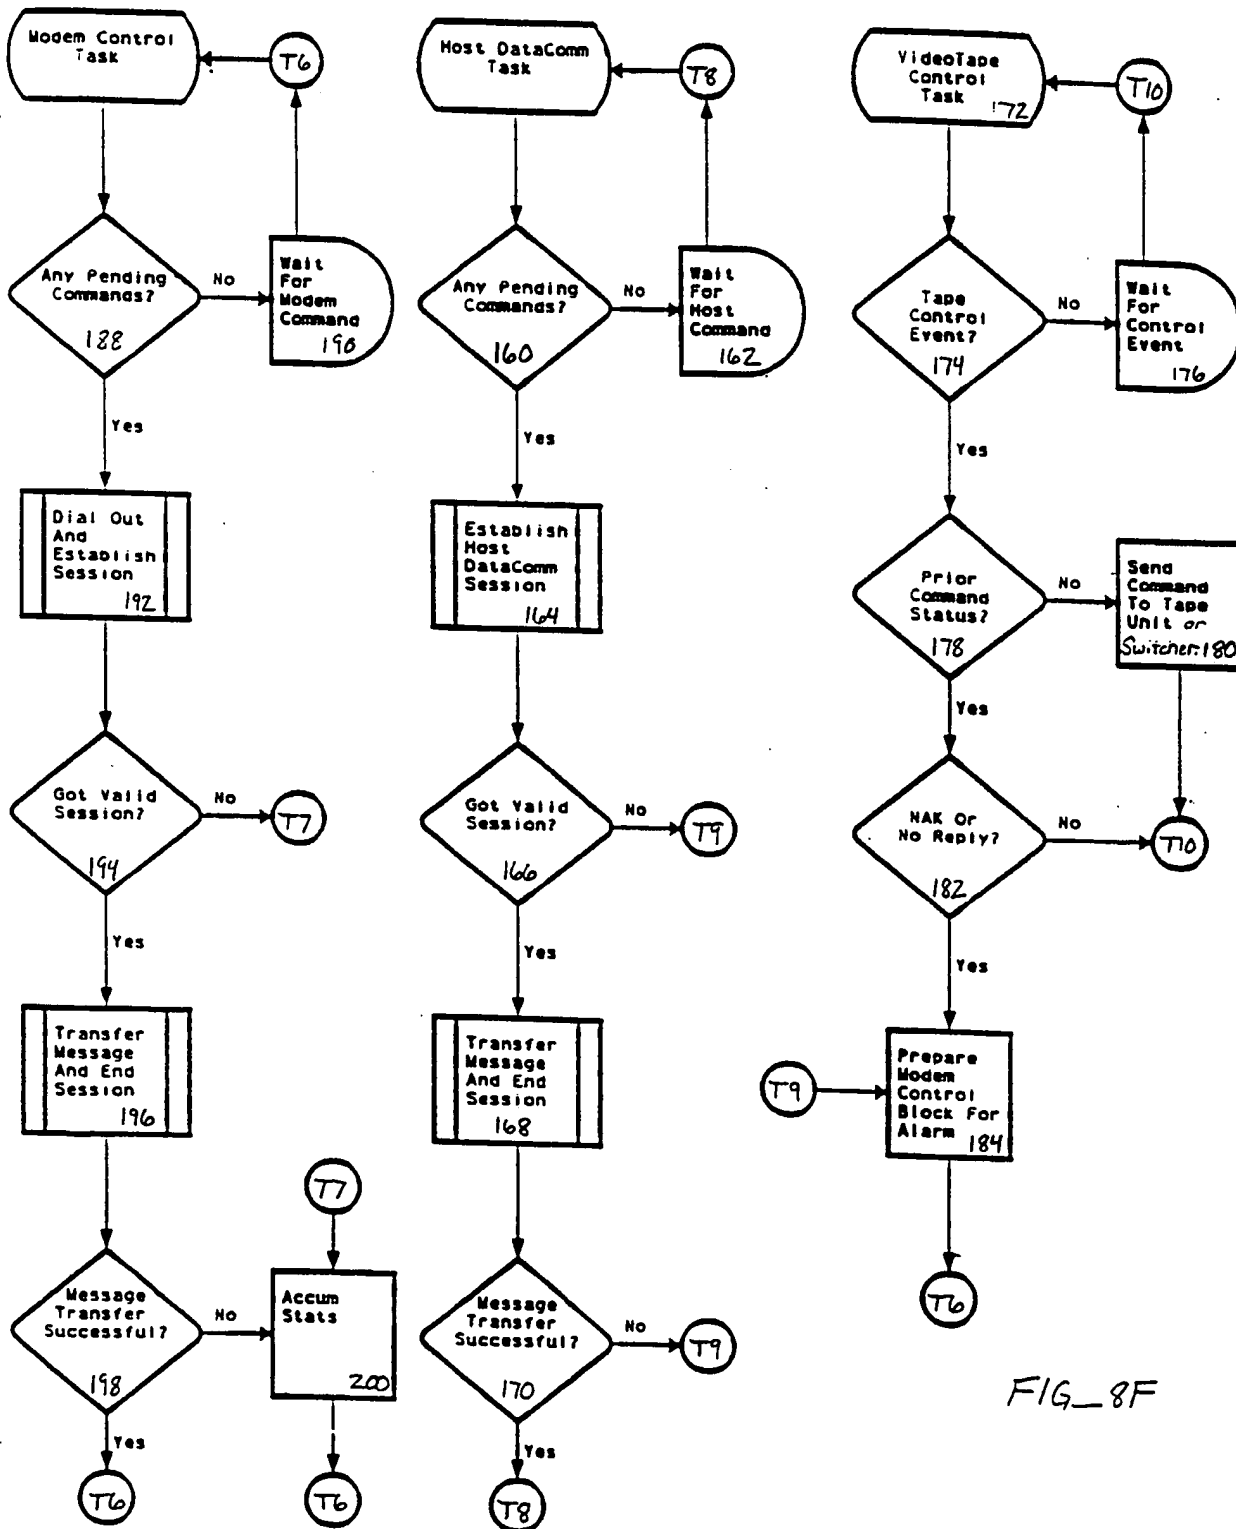 Modem Control
Task
T6
Any Pending
Commands?
188
No
Wait
For
Modem
Command
190
Yes
Dial Out
And
Establish
Session
192
Got Valid
Session?
194
No
T7
Yes
Transfer
Message
And End
Session
196
Message
Transfer
Successful?
198
No
T7
Accum
Stats
200
Yes
T6
T6
Host DataComm
Task
T8
Any Pending
Commands?
160
No
Wait
For
Host
Command
162
Yes
Establish
Host
DataComm
Session
164
Got Valid
Session?
166
No
T9
Yes
Transfer
Message
And End
Session
168
Message
Transfer
Successful?
170
No
T9
Yes
T8
VideoTape
Control
Task
172
T10
Tape
Control
Event?
174
No
Wait
For
Control
Event
176
Yes
Prior
Command
Status?
178
No
Send
Command
To Tape
Unit or
Switcher:180
Yes
NAK Or
No Reply?
182
No
T10
Yes
T9
Prepare
Modem
Control
Block For
Alarm
184
T6
FIG_8F